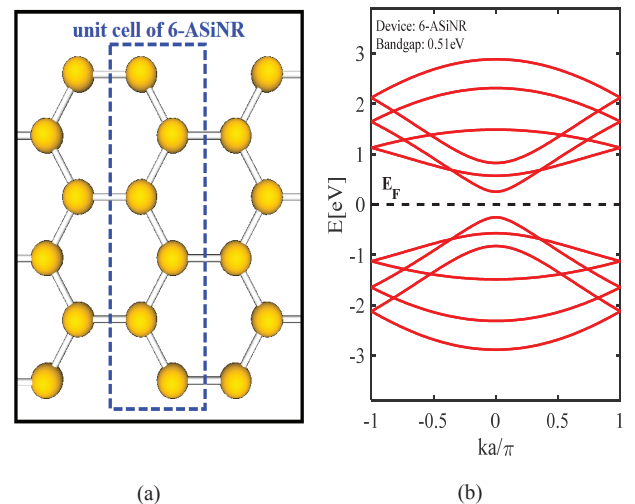 unit cell of 6-ASiNR
Device: 6-ASiNR
Bandgap: 0.51eV
3
2
1
0
-1
-2
-3
E[eV]
E_F
-1
-0.5
0
0.5
1
ka/π
(a)
(b)